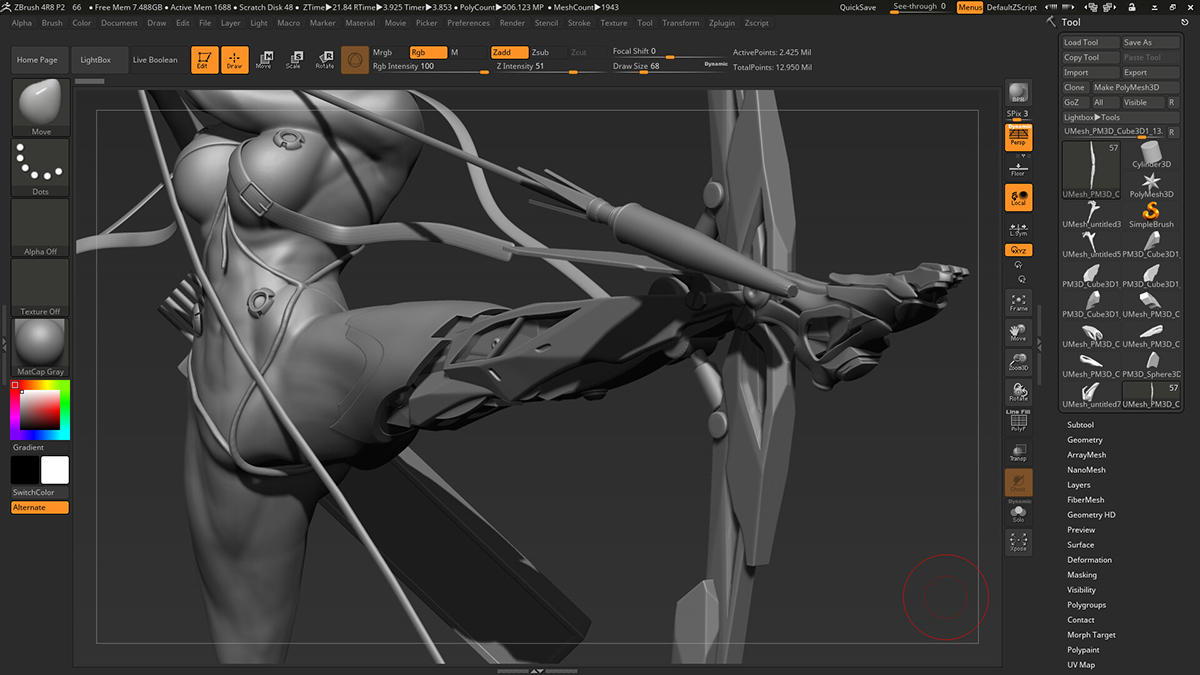 ZBrush 4R8 P2 66 • Free Mem 7.488GB • Active Mem 1688 • Scratch Disk 48 • ZTime▶21.84 RTime▶3.925 Timer▶3.853 • PolyCount▶506.123 MP • MeshCount▶1943 QuickSave See-through 0 Menus DefaultZScript
Alpha Brush Color Document Draw Edit File Layer Light Macro Marker Material Movie Picker Preferences Render Stencil Stroke Texture Tool Transform Zplugin Zscript
Tool
Home Page LightBox Live Boolean
Edit Draw Move Scale Rotate
Mrgb Rgb M Zadd Zsub Zcut Focal Shift 0 ActivePoints: 2.425 Mil
Rgb Intensity 100 Z Intensity 51 Draw Size 68 Dynamic TotalPoints: 12.950 Mil
Move
Dots
Alpha Off
Texture Off
MatCap Gray
Gradient
SwitchColor
Alternate
BPR
SPix 3
Dynamic
Persp
Floor
Local
L.Sym
XYZ
Frame
Move
Zoom3D
Rotate
Line Fill
PolyF
Transp
Ghost
Dynamic
Solo
Xpose
Load Tool Save As
Copy Tool Paste Tool
Import Export
Clone Make PolyMesh3D
GoZ All Visible R
Lightbox▶Tools
UMesh_PM3D_Cube3D1_13. R
57
Cylinder3D
UMesh_PM3D_C PolyMesh3D
UMesh_untitled3 SimpleBrush
UMesh_untitled5 PM3D_Cube3D1_
PM3D_Cube3D1_ PM3D_Cube3D1_
PM3D_Cube3D1_ UMesh_PM3D_C
UMesh_PM3D_C UMesh_PM3D_C
UMesh_PM3D_C PM3D_Sphere3D
57
UMesh_untitled7 UMesh_PM3D_C
Subtool
Geometry
ArrayMesh
NanoMesh
Layers
FiberMesh
Geometry HD
Preview
Surface
Deformation
Masking
Visibility
Polygroups
Contact
Morph Target
Polypaint
UV Map